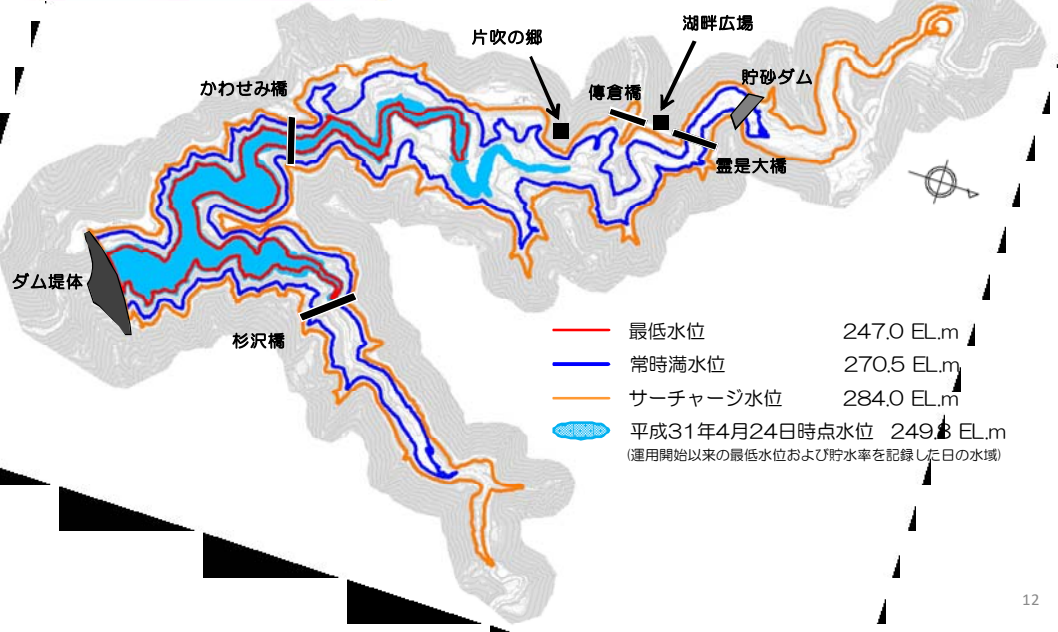 湖畔広場
片吹の郷
貯砂ダム
かわせみ橋
傳倉橋
霊是大橋
ダム堤体
杉沢橋
最低水位 247.0 EL.m
常時満水位 270.5 EL.m
サーチャージ水位 284.0 EL.m
平成31年4月24日時点水位 249.8 EL.m
(運用開始以来の最低水位および貯水率を記録した日の水域)
12